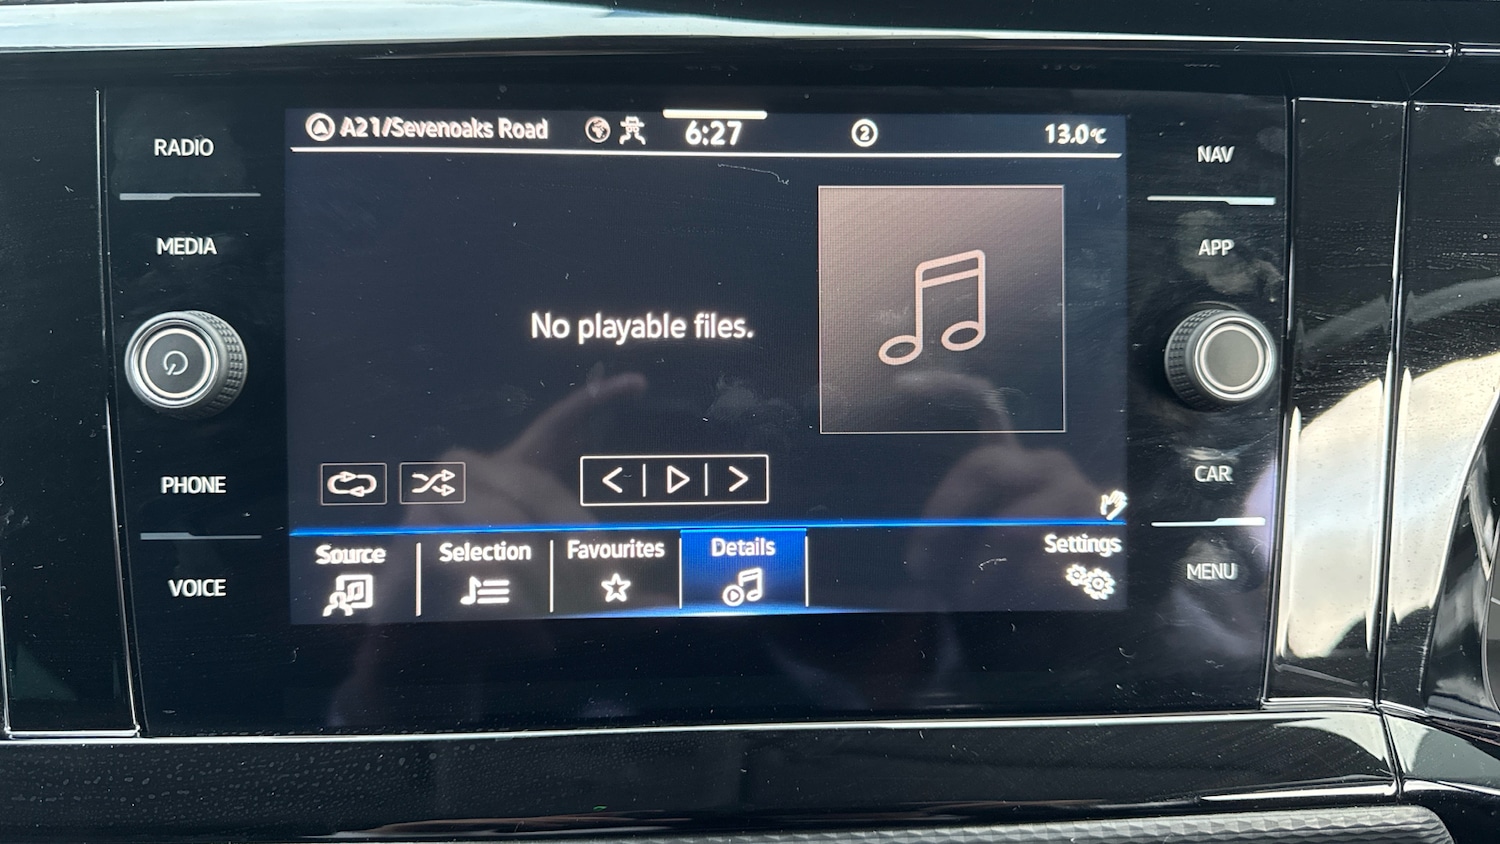 A21/Sevenoaks Road
6:27
2
13.0°C
RADIO
MEDIA
PHONE
VOICE
No playable files.
Source
Selection
Favourites
Details
Settings
NAV
APP
CAR
MENU